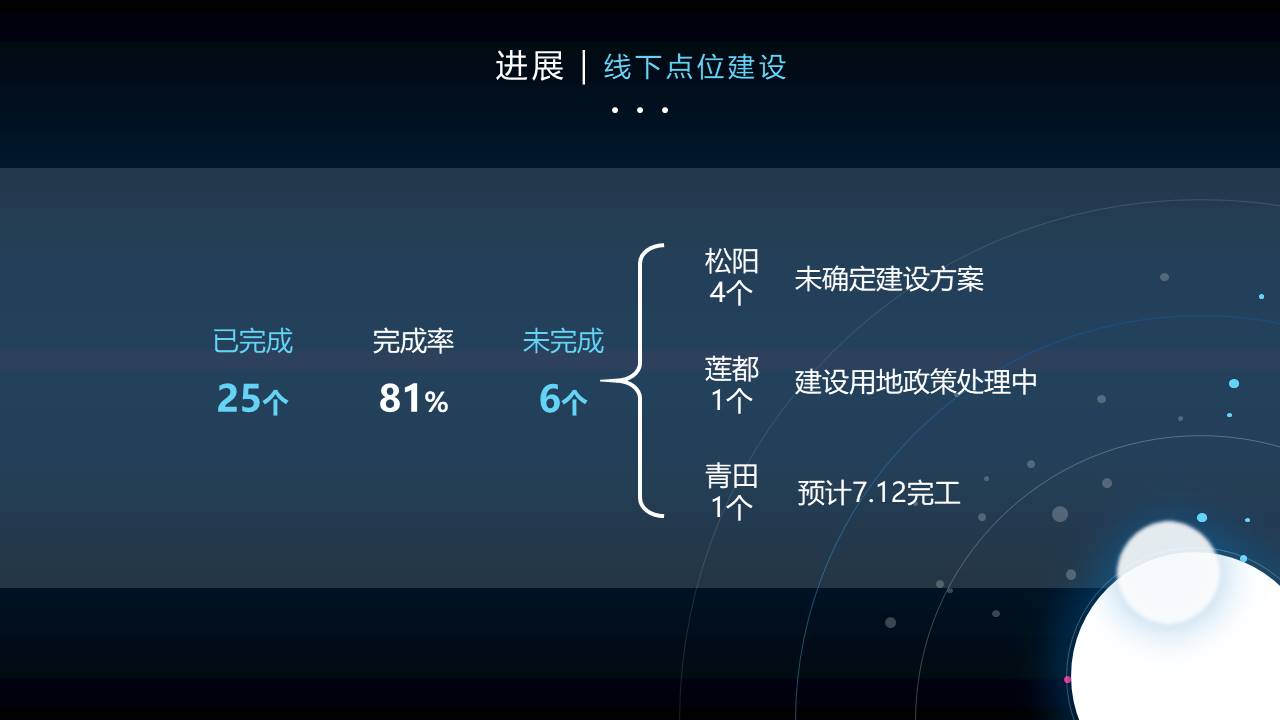 进展 | 线下点位建设
已完成
25个
完成率
81%
未完成
6个
松阳
4个
未确定建设方案
莲都
1个
建设用地政策处理中
青田
1个
预计7.12完工